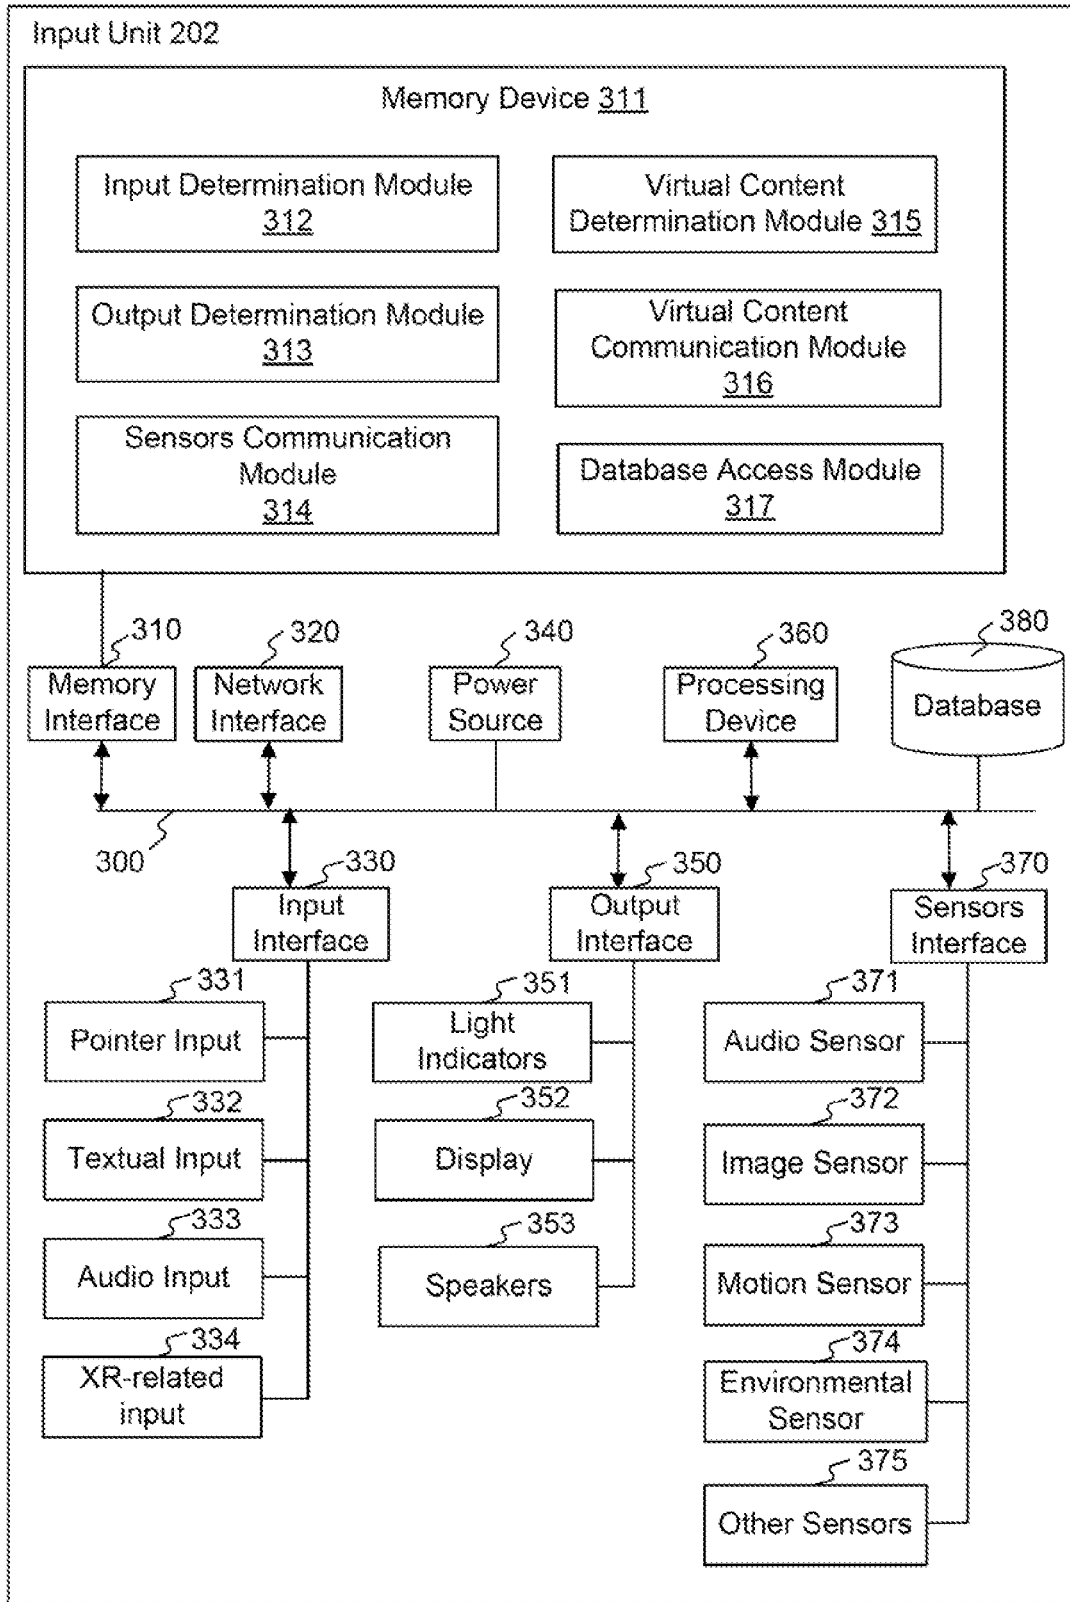 Input Unit 202
Memory Device 311
Input Determination Module
312
Virtual Content
Determination Module 315
Output Determination Module
313
Virtual Content
Communication Module
316
Sensors Communication
Module
314
Database Access Module
317
310
320
340
360
380
Memory
Interface
Network
Interface
Power
Source
Processing
Device
Database
300
330
350
370
Input
Interface
Output
Interface
Sensors
Interface
331
Pointer Input
332
Textual Input
333
Audio Input
334
XR-related
input
351
Light
Indicators
352
Display
353
Speakers
371
Audio Sensor
372
Image Sensor
373
Motion Sensor
374
Environmental
Sensor
375
Other Sensors